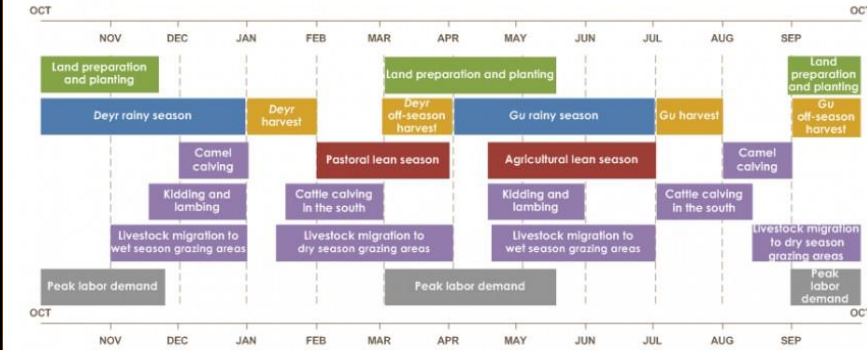 OCT
OCT
NOV
DEC
JAN
FEB
MAR
APR
MAY
JUN
JUL
AUG
SEP
Land preparation
and planting
Land preparation and planting
Land
preparation
and planting
Deyr rainy season
Deyr
harvest
Deyr
off-season
harvest
Gu rainy season
Gu harvest
Gu
off-season
harvest
Camel
calving
Pastoral lean season
Agricultural lean season
Camel
calving
Kidding and
lambing
Cattle calving
in the south
Kidding and
lambing
Cattle calving
in the south
Livestock migration to
wet season grazing areas
Livestock migration to
dry season grazing areas
Livestock migration to
wet season grazing areas
Livestock migration
to dry season
grazing areas
Peak labor demand
Peak labor demand
Peak
labor
demand
OCT
OCT
NOV
DEC
JAN
FEB
MAR
APR
MAY
JUN
JUL
AUG
SEP